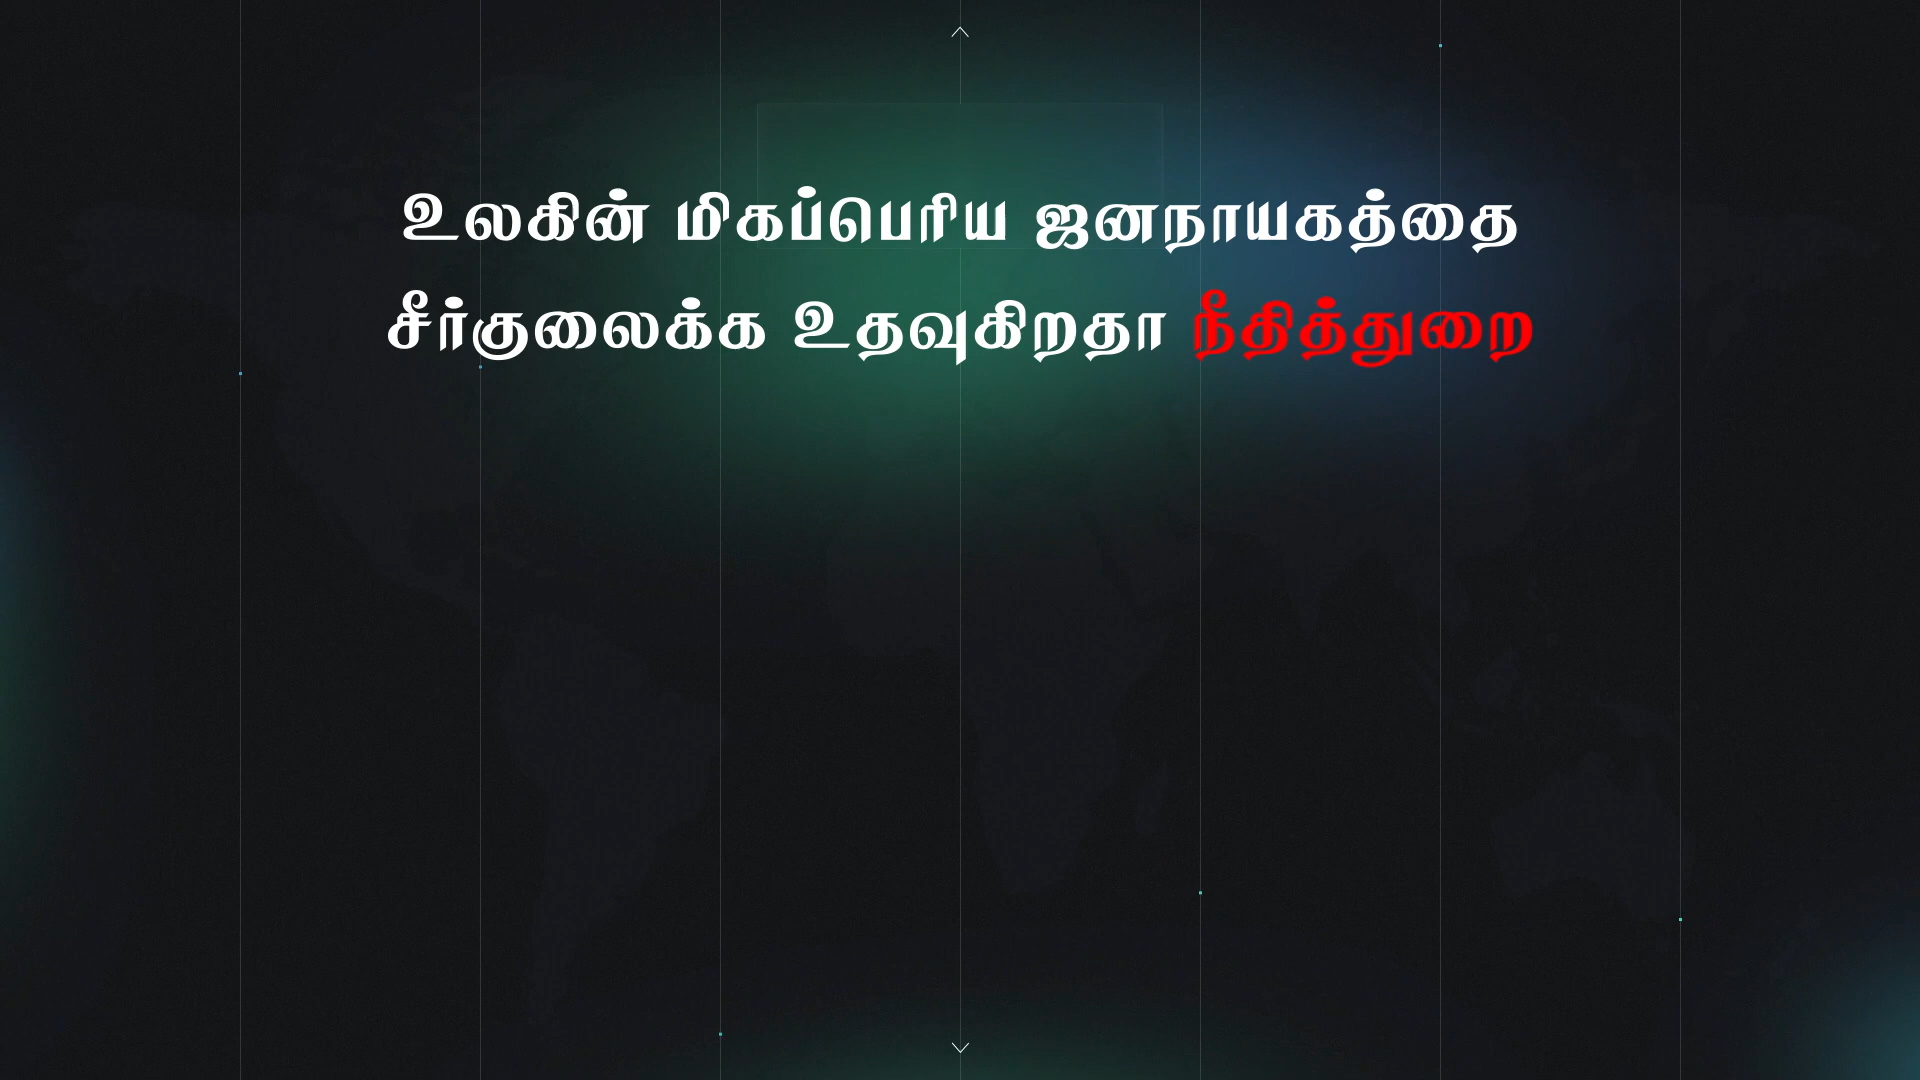 உலகின் மிகப்பெரிய ஜனநாயகத்தை
சீர்குலைக்க உதவுகிறதா நீதித்துறை